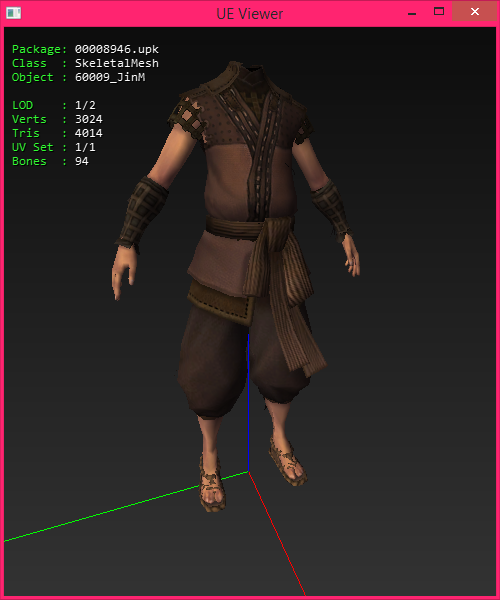 UE Viewer
Package: 00008946.upk
Class : SkeletalMesh
Object : 60009_JinM
LOD : 1/2
Verts : 3024
Tris : 4014
UV Set : 1/1
Bones : 94